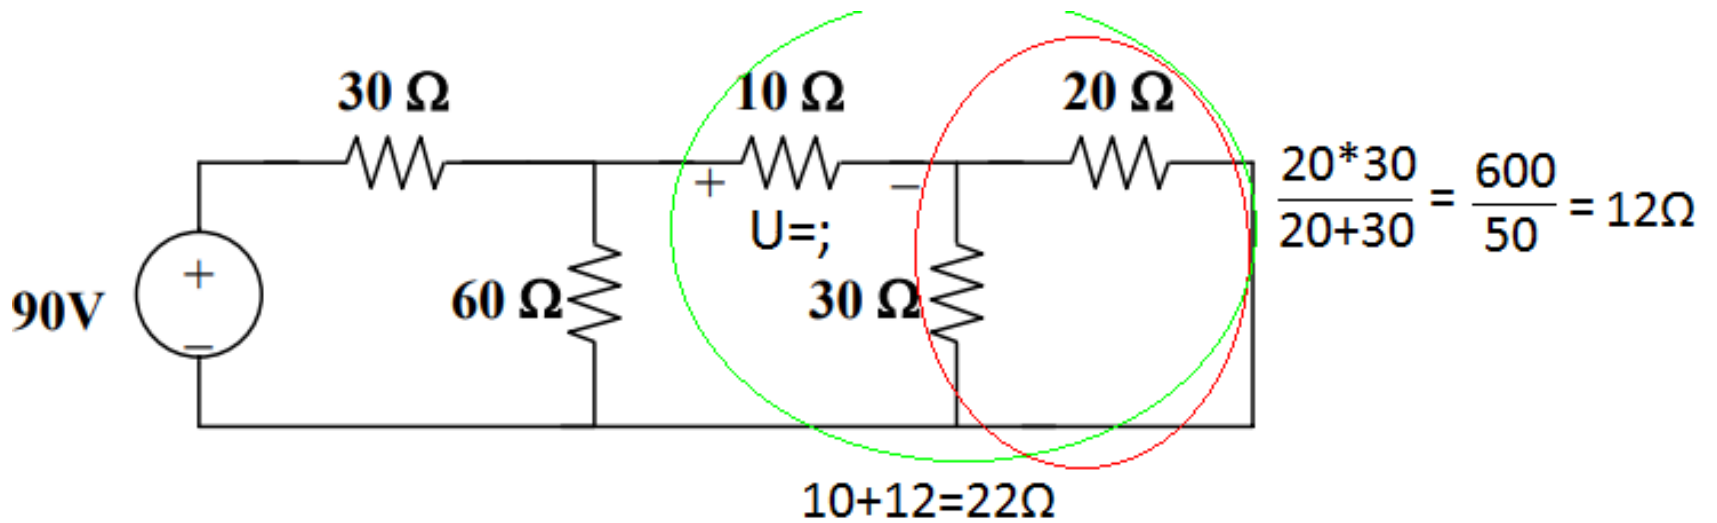 30 Ω
10 Ω
20 Ω
+
−
U=;
20*30
20+30
=
600
50
= 12Ω
90V
+
−
60 Ω
30 Ω
10+12=22Ω